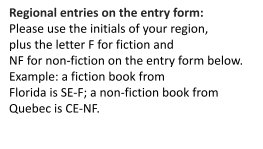 Regional entries on the entry form:
Please use the initials of your region,
plus the letter F for fiction and
NF for non-fiction on the entry form below.
Example: a fiction book from
Florida is SE-F; a non-fiction book from
Quebec is CE-NF.